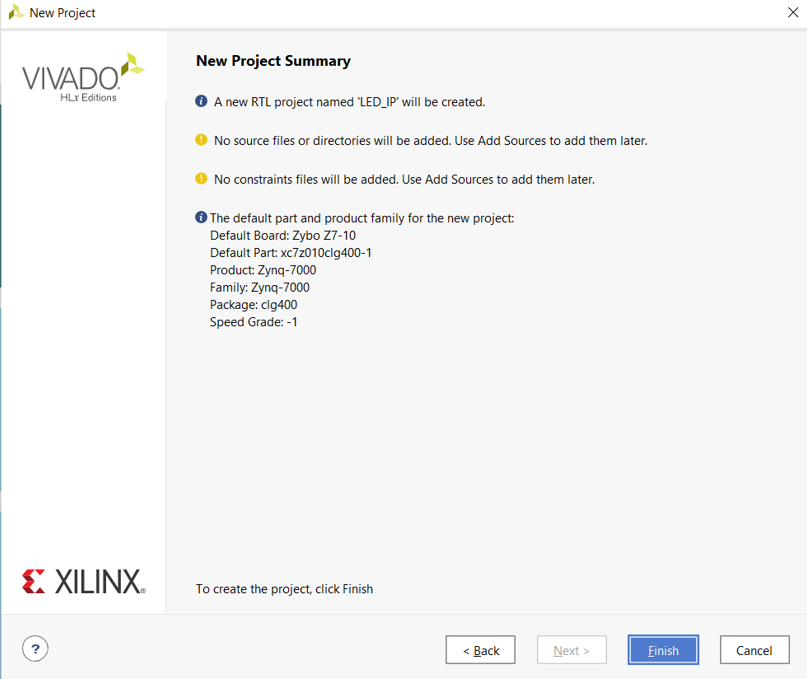 New Project
VIVADO
HLx Editions
New Project Summary
A new RTL project named 'LED_IP' will be created.
No source files or directories will be added. Use Add Sources to add them later.
No constraints files will be added. Use Add Sources to add them later.
The default part and product family for the new project:
Default Board: Zybo Z7-10
Default Part: xc7z010clg400-1
Product: Zynq-7000
Family: Zynq-7000
Package: clg400
Speed Grade: -1
XILINX®
To create the project, click Finish
?
< Back
Next >
Finish
Cancel